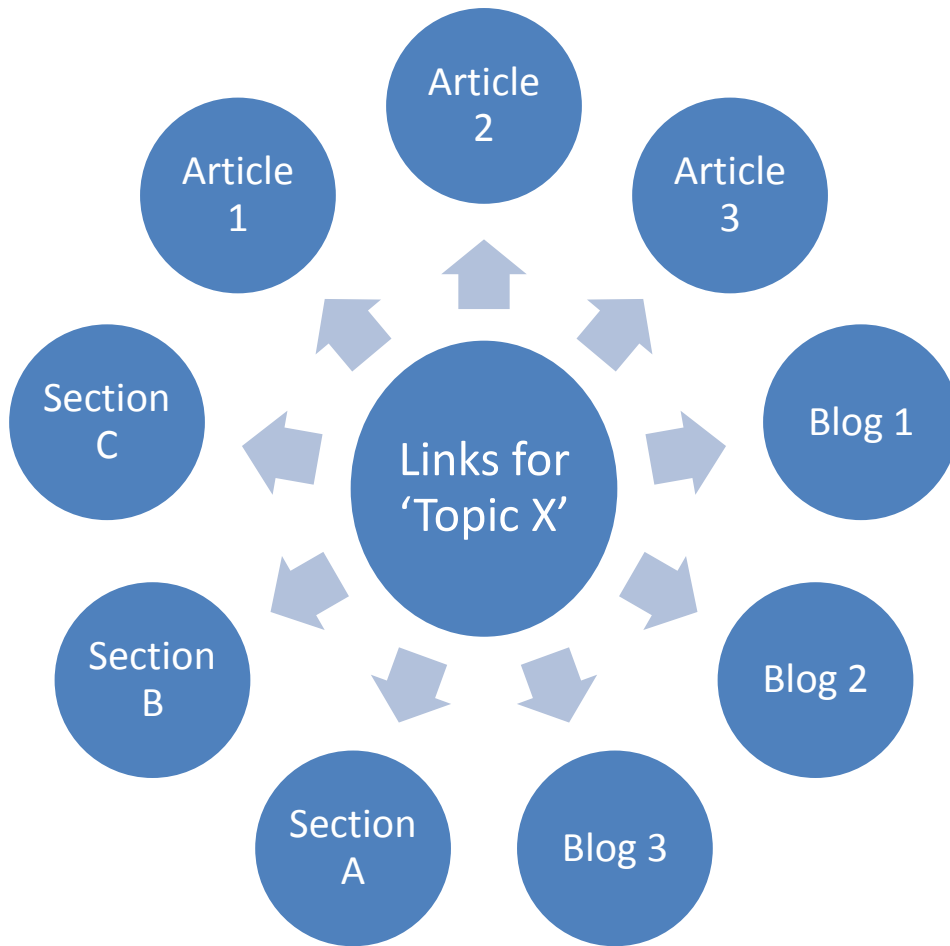 Article
2
Article
3
Blog 1
Blog 2
Blog 3
Section
A
Section
B
Section
C
Article
1
Links for
‘Topic X’